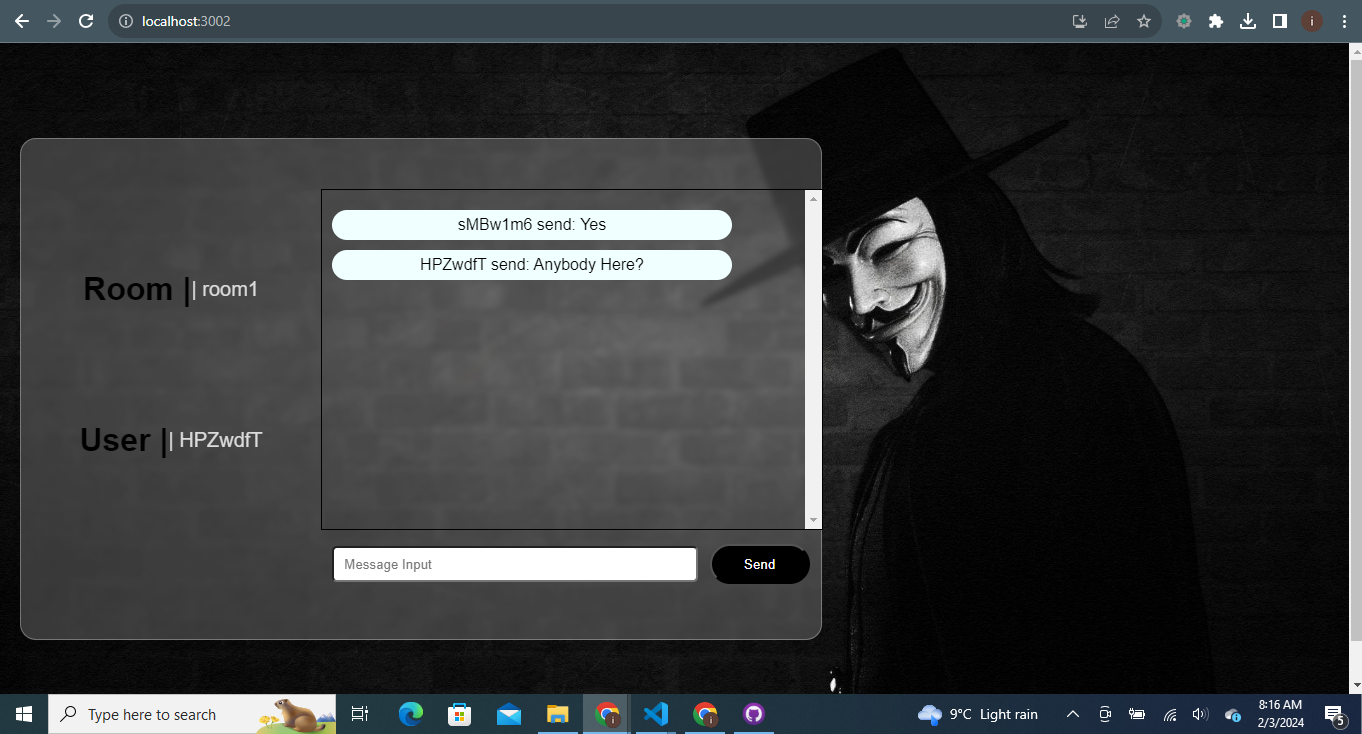 localhost:3002
i
sMBw1m6 send: Yes
HPZwdfT send: Anybody Here?
Room || room1
User || HPZwdfT
Message Input
Send
Type here to search
9°C Light rain
8:16 AM
2/3/2024
5